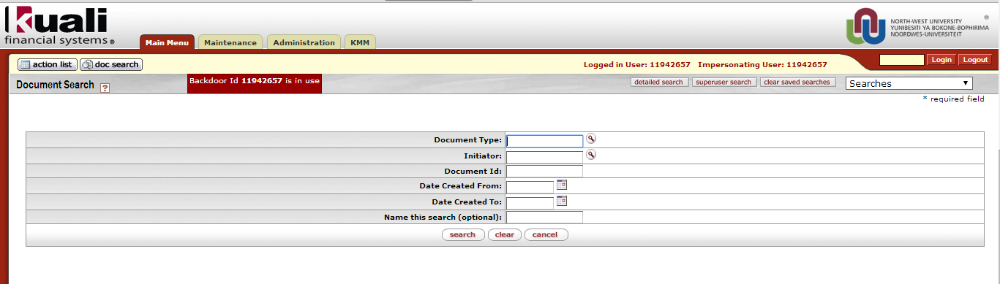 Kuali
financial systems®
Main Menu
Maintenance
Administration
KMM
NORTH-WEST UNIVERSITY ®
YUNIBESITI YA BOKONE-BOPHIRIMA
NOORDWES-UNIVERSITEIT
action list
doc search
Logged in User: 11942657 Impersonating User: 11942657
Login
Logout
Document Search ?
Backdoor Id 11942657 is in use
detailed search
superuser search
clear saved searches
Searches
* required field
Document Type:
Initiator:
Document Id:
Date Created From:
Date Created To:
Name this search (optional):
search
clear
cancel